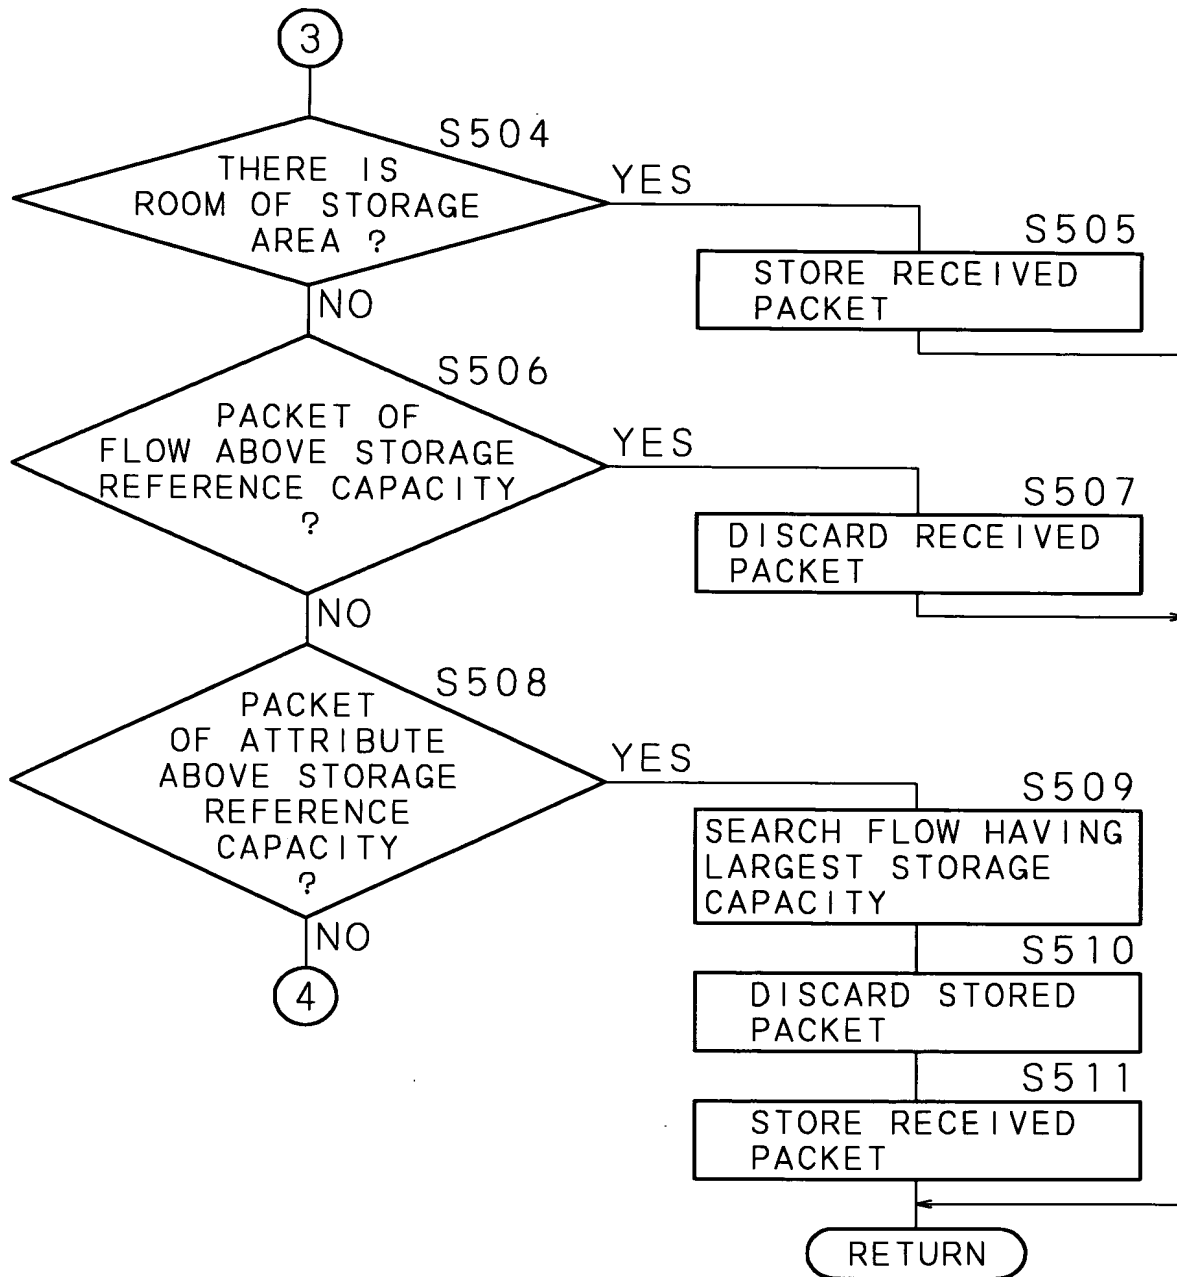 3
S504
THERE IS
ROOM OF STORAGE
AREA ?
YES
S505
STORE RECEIVED
PACKET
NO
S506
PACKET OF
FLOW ABOVE STORAGE
REFERENCE CAPACITY
?
YES
S507
DISCARD RECEIVED
PACKET
NO
S508
PACKET
OF ATTRIBUTE
ABOVE STORAGE
REFERENCE
CAPACITY
?
YES
S509
SEARCH FLOW HAVING
LARGEST STORAGE
CAPACITY
NO
4
S510
DISCARD STORED
PACKET
S511
STORE RECEIVED
PACKET
RETURN